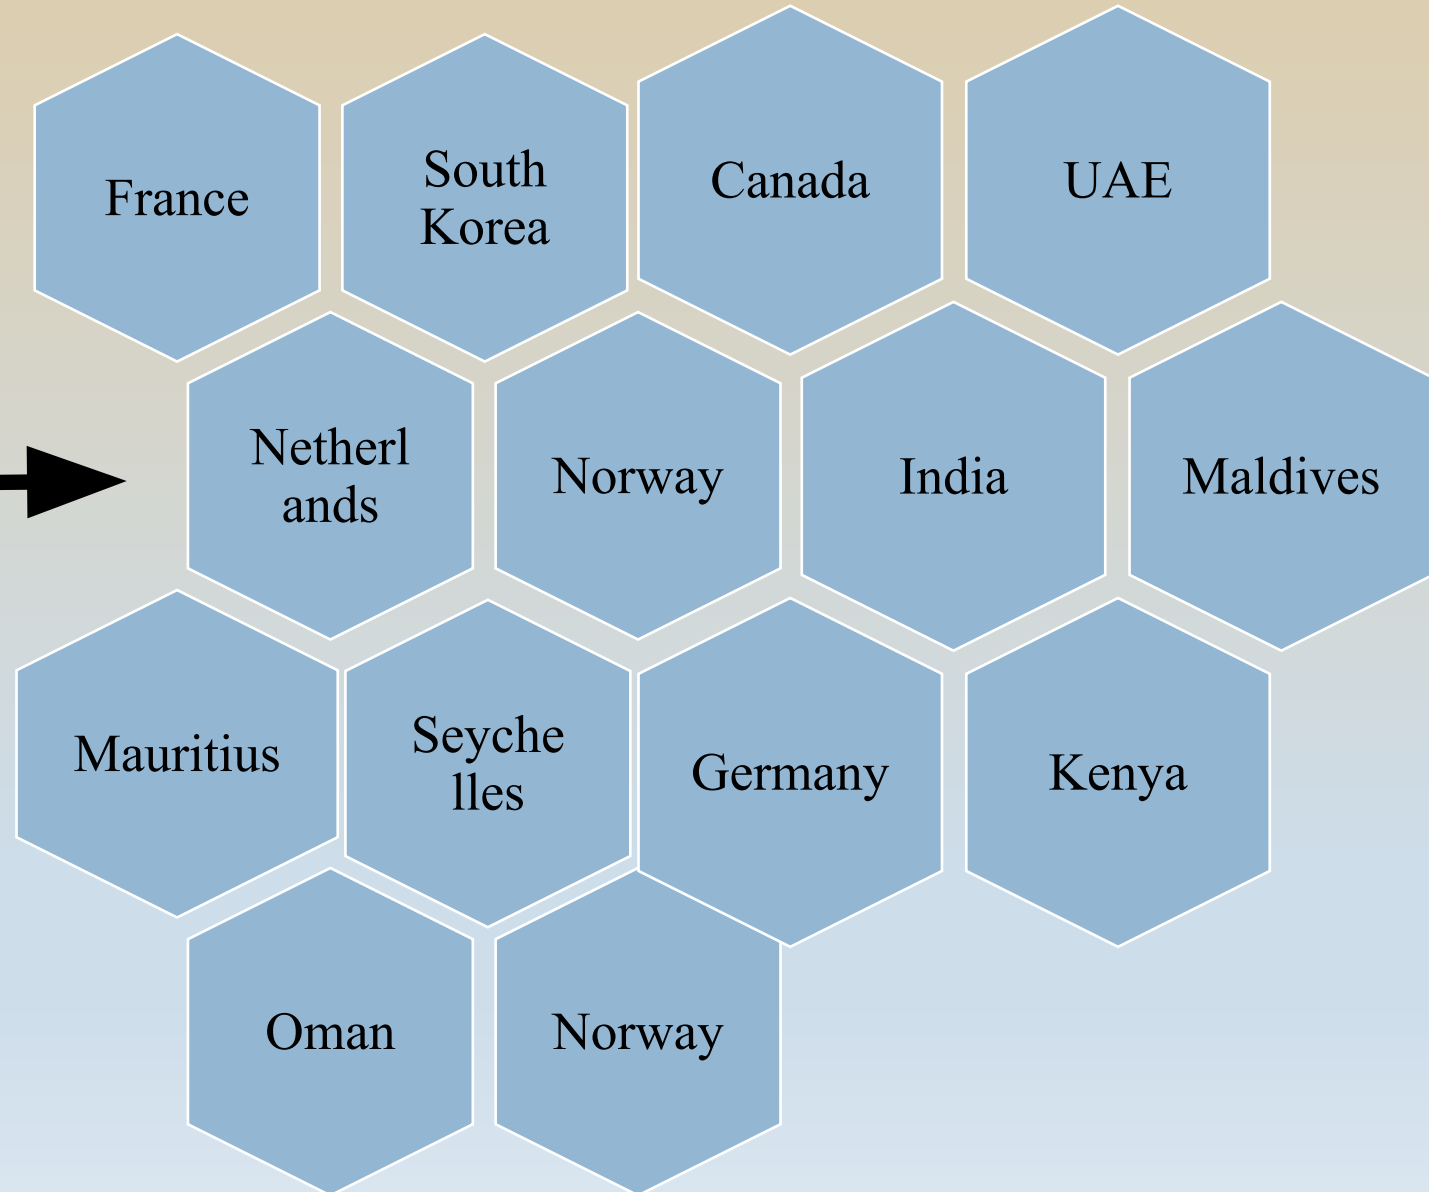 France
South
Korea
Canada
UAE
Netherl
ands
Norway
India
Maldives
Mauritius
Seyche
lles
Germany
Kenya
Oman
Norway